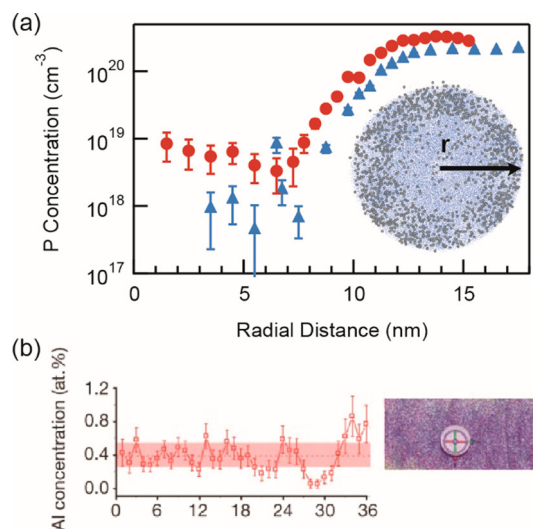 (a)
P Concentration (cm⁻³)
10²⁰
10¹⁹
10¹⁸
10¹⁷
r
0 5 10 15
Radial Distance (nm)
(b)
Al concentration (at.%)
1.2
0.8
0.4
0.0
0 6 12 18 24 30 36